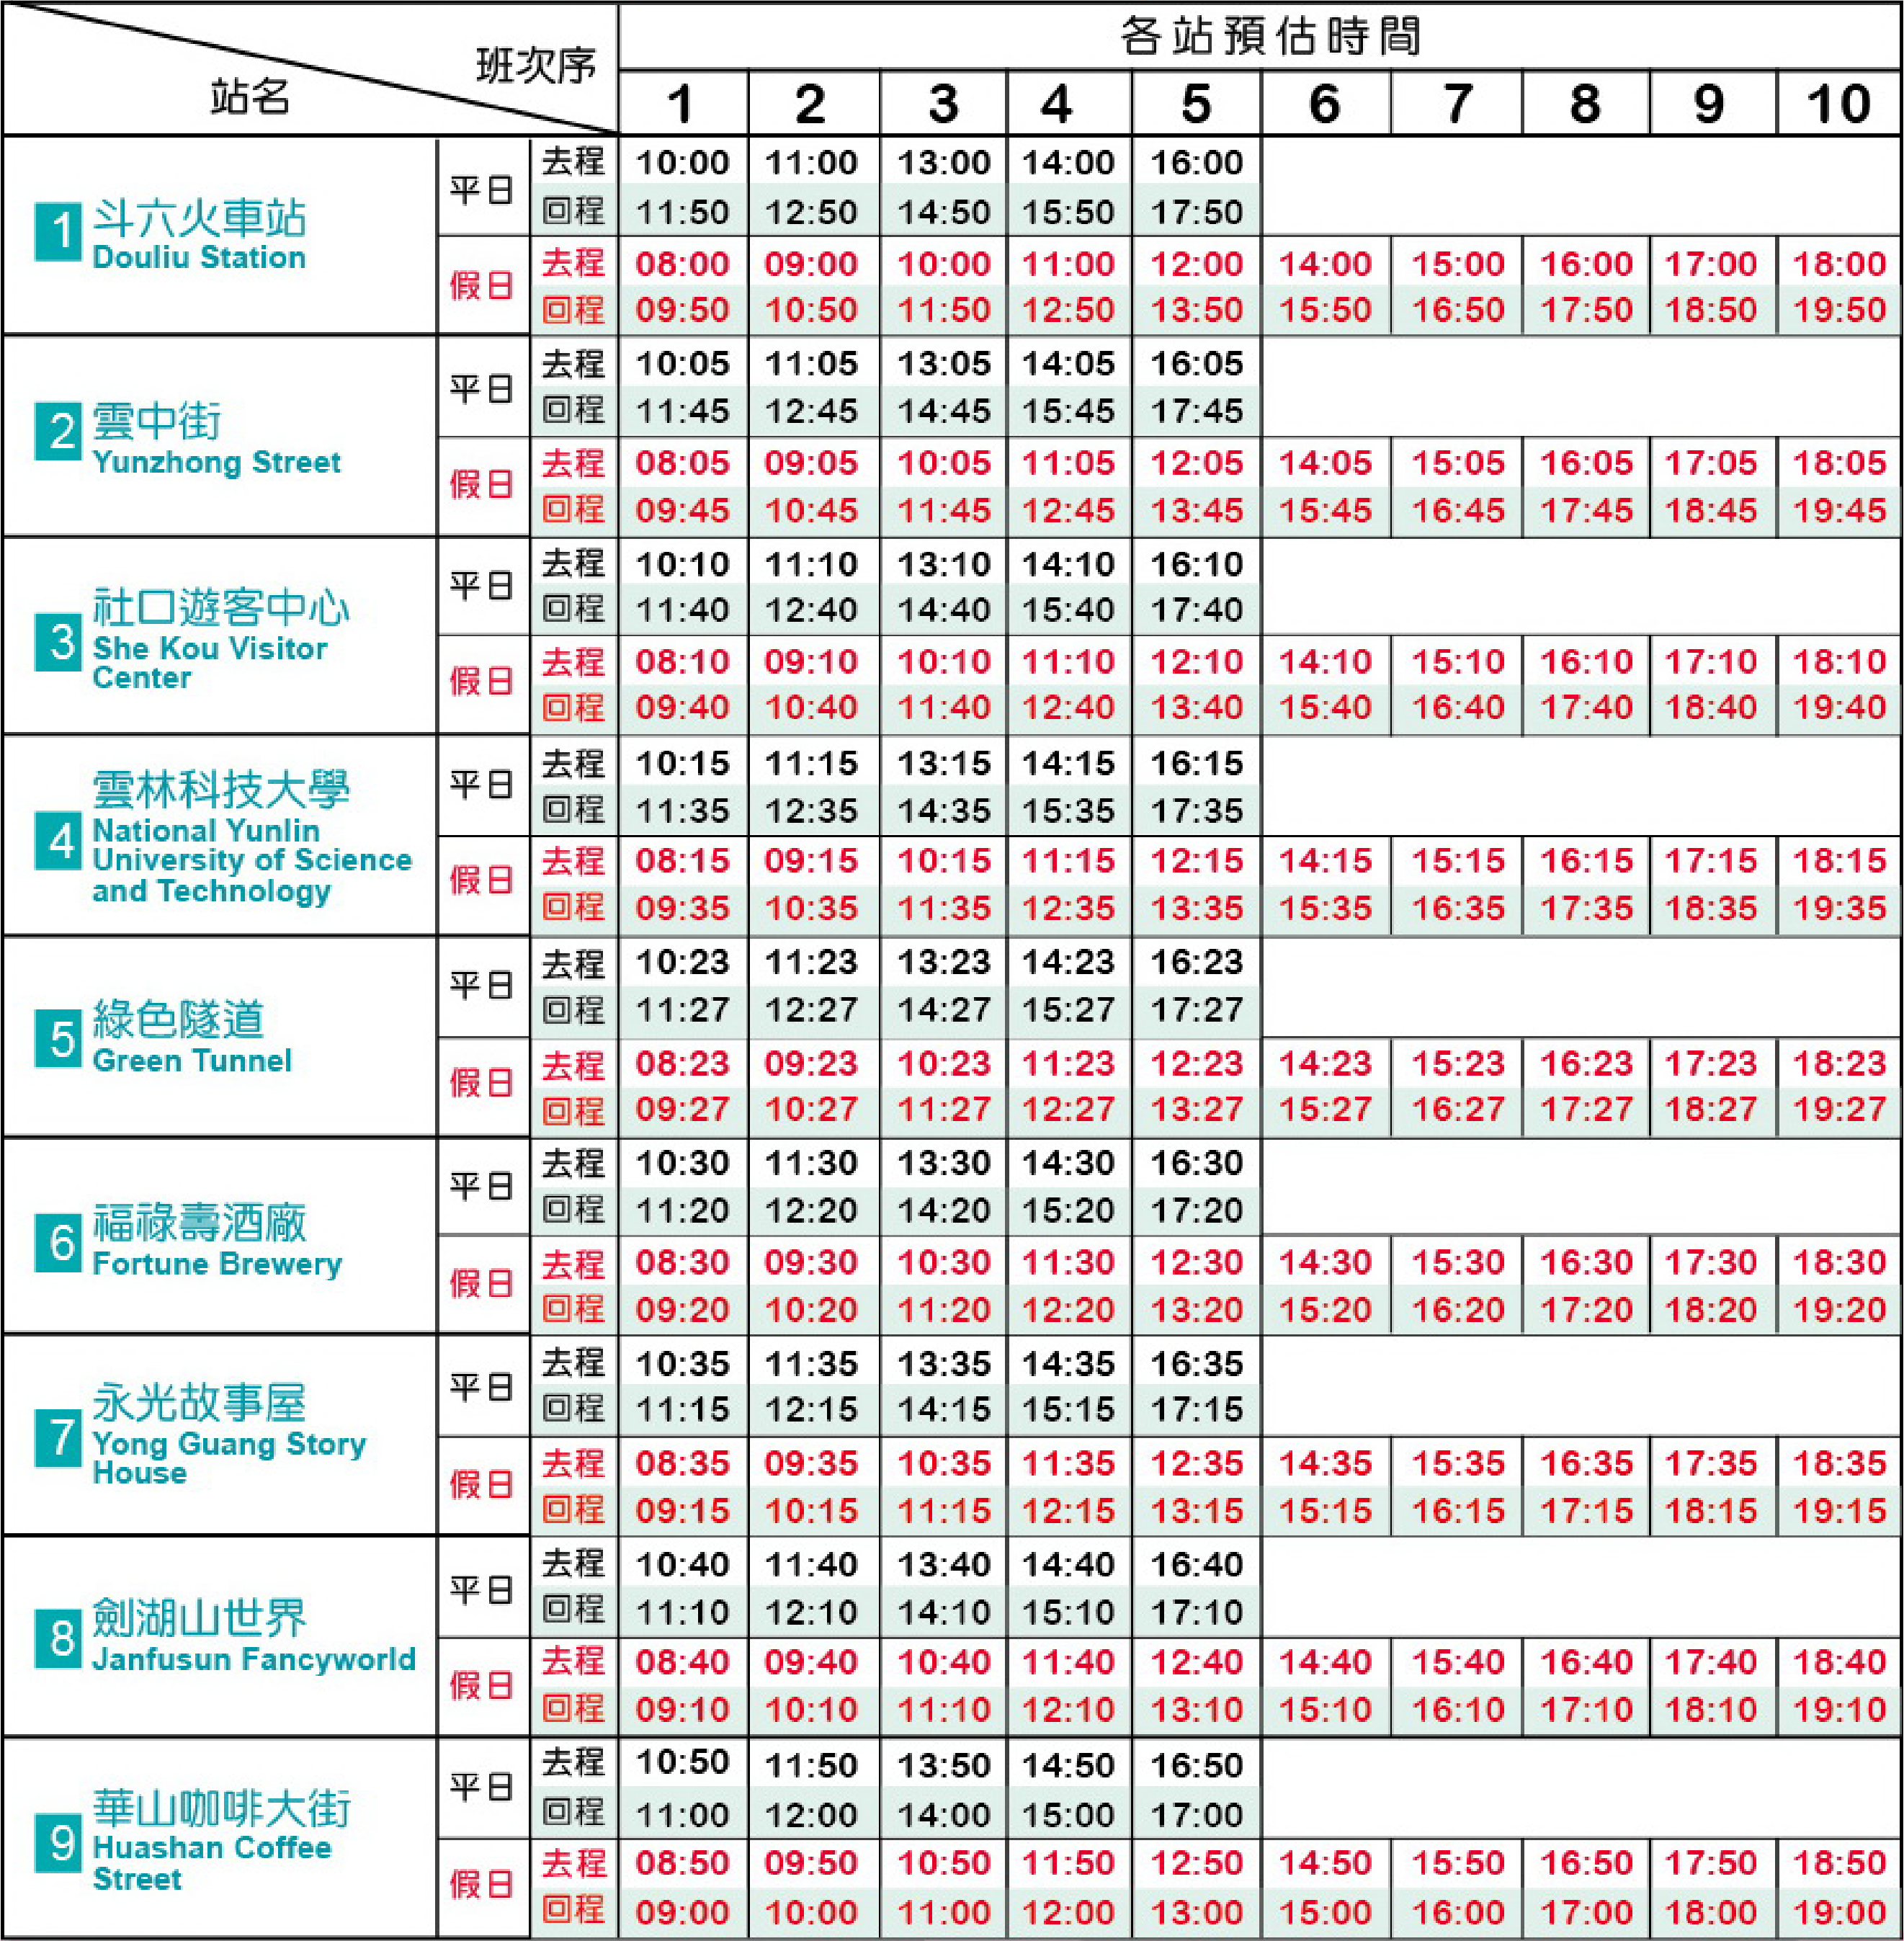 各站預估時間
班次序
站名
1 2 3 4 5 6 7 8 9 10
1 斗六火車站
Douliu Station
平日
去程 10:00 11:00 13:00 14:00 16:00
回程 11:50 12:50 14:50 15:50 17:50
假日
去程 08:00 09:00 10:00 11:00 12:00 14:00 15:00 16:00 17:00 18:00
回程 09:50 10:50 11:50 12:50 13:50 15:50 16:50 17:50 18:50 19:50
2 雲中街
Yunzhong Street
平日
去程 10:05 11:05 13:05 14:05 16:05
回程 11:45 12:45 14:45 15:45 17:45
假日
去程 08:05 09:05 10:05 11:05 12:05 14:05 15:05 16:05 17:05 18:05
回程 09:45 10:45 11:45 12:45 13:45 15:45 16:45 17:45 18:45 19:45
3 社口遊客中心
She Kou Visitor
Center
平日
去程 10:10 11:10 13:10 14:10 16:10
回程 11:40 12:40 14:40 15:40 17:40
假日
去程 08:10 09:10 10:10 11:10 12:10 14:10 15:10 16:10 17:10 18:10
回程 09:40 10:40 11:40 12:40 13:40 15:40 16:40 17:40 18:40 19:40
4 雲林科技大學
National Yunlin
University of Science
and Technology
平日
去程 10:15 11:15 13:15 14:15 16:15
回程 11:35 12:35 14:35 15:35 17:35
假日
去程 08:15 09:15 10:15 11:15 12:15 14:15 15:15 16:15 17:15 18:15
回程 09:35 10:35 11:35 12:35 13:35 15:35 16:35 17:35 18:35 19:35
5 綠色隧道
Green Tunnel
平日
去程 10:23 11:23 13:23 14:23 16:23
回程 11:27 12:27 14:27 15:27 17:27
假日
去程 08:23 09:23 10:23 11:23 12:23 14:23 15:23 16:23 17:23 18:23
回程 09:27 10:27 11:27 12:27 13:27 15:27 16:27 17:27 18:27 19:27
6 福祿壽酒廠
Fortune Brewery
平日
去程 10:30 11:30 13:30 14:30 16:30
回程 11:20 12:20 14:20 15:20 17:20
假日
去程 08:30 09:30 10:30 11:30 12:30 14:30 15:30 16:30 17:30 18:30
回程 09:20 10:20 11:20 12:20 13:20 15:20 16:20 17:20 18:20 19:20
7 永光故事屋
Yong Guang Story
House
平日
去程 10:35 11:35 13:35 14:35 16:35
回程 11:15 12:15 14:15 15:15 17:15
假日
去程 08:35 09:35 10:35 11:35 12:35 14:35 15:35 16:35 17:35 18:35
回程 09:15 10:15 11:15 12:15 13:15 15:15 16:15 17:15 18:15 19:15
8 劍湖山世界
Janfusun Fancyworld
平日
去程 10:40 11:40 13:40 14:40 16:40
回程 11:10 12:10 14:10 15:10 17:10
假日
去程 08:40 09:40 10:40 11:40 12:40 14:40 15:40 16:40 17:40 18:40
回程 09:10 10:10 11:10 12:10 13:10 15:10 16:10 17:10 18:10 19:10
9 華山咖啡大街
Huashan Coffee
Street
平日
去程 10:50 11:50 13:50 14:50 16:50
回程 11:00 12:00 14:00 15:00 17:00
假日
去程 08:50 09:50 10:50 11:50 12:50 14:50 15:50 16:50 17:50 18:50
回程 09:00 10:00 11:00 12:00 13:00 15:00 16:00 17:00 18:00 19:00